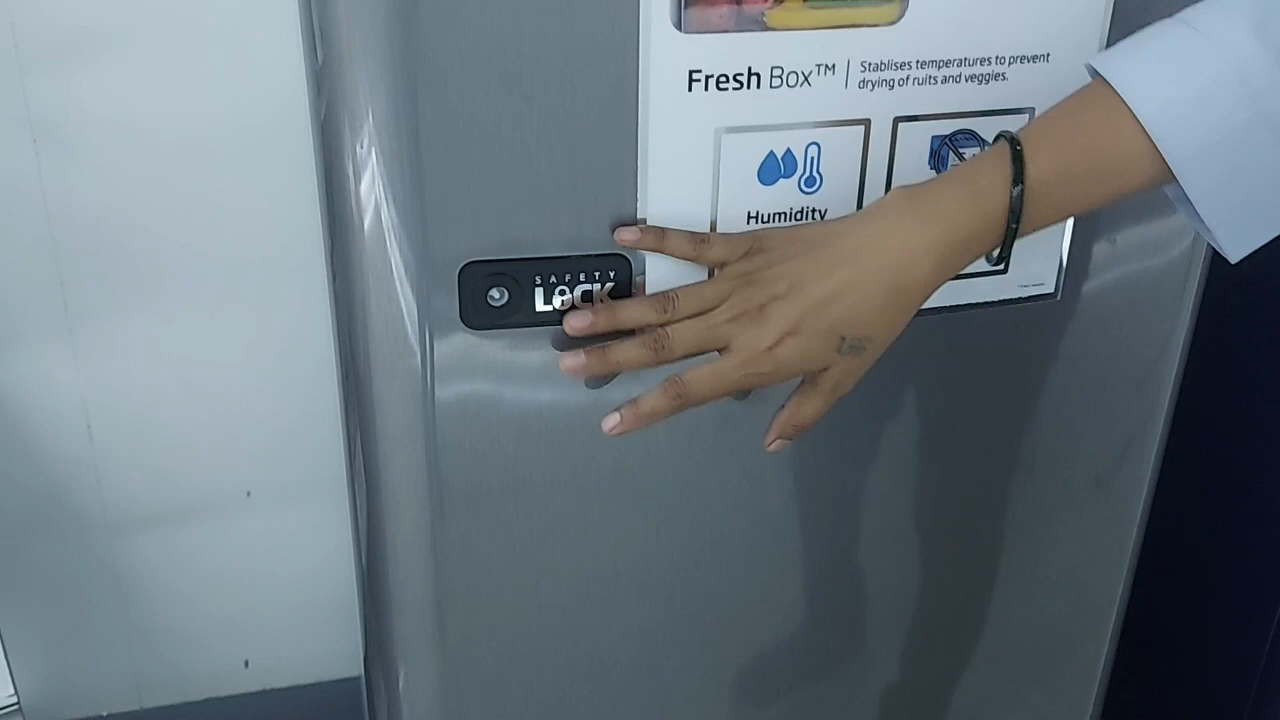 Fresh Box™
Stablises temperatures to prevent
drying of ruits and veggies.
Humidity
SAFETY
LOCK